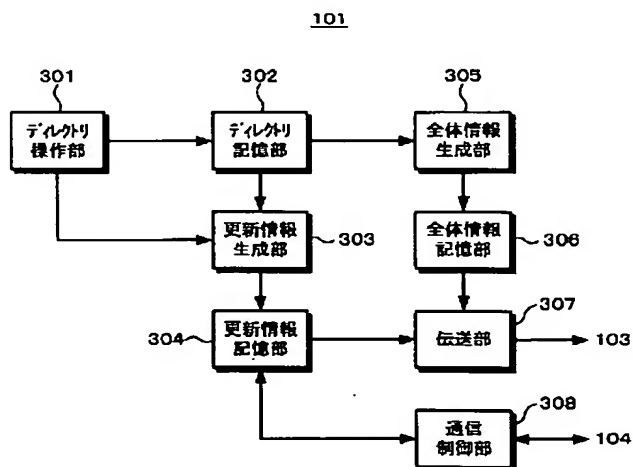 101
301
302
305
ディレクトリ
操作部
ディレクトリ
記憶部
全体情報
生成部
更新情報
生成部
303
全体情報
記憶部
306
304
更新情報
記憶部
伝送部
307
103
通信
制御部
308
104